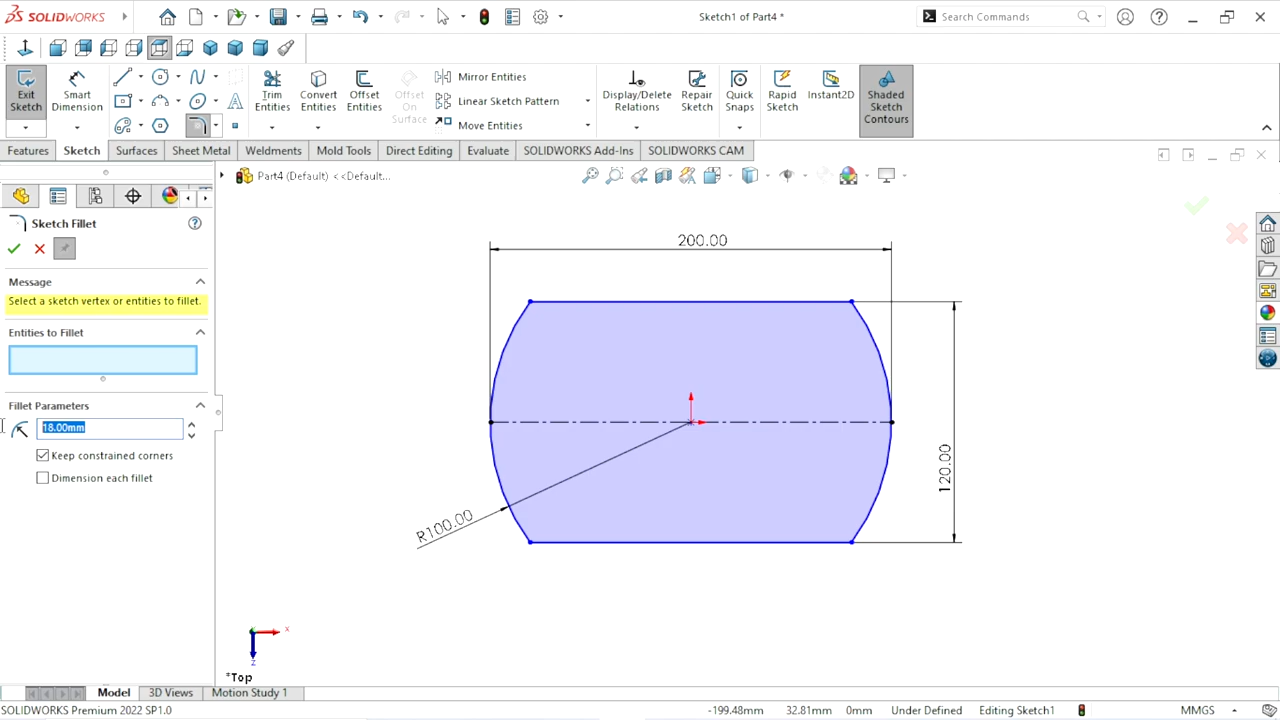 SOLIDWORKS
Sketch1 of Part4 *
Search Commands
Exit Sketch
Smart Dimension
Trim Entities
Convert Entities
Offset Entities
Offset On Surface
Mirror Entities
Linear Sketch Pattern
Move Entities
Display/Delete Relations
Repair Sketch
Quick Snaps
Rapid Sketch
Instant2D
Shaded Sketch Contours
Features
Sketch
Surfaces
Sheet Metal
Weldments
Mold Tools
Direct Editing
Evaluate
SOLIDWORKS Add-Ins
SOLIDWORKS CAM
Part4 (Default) <<Default...
Sketch Fillet
Message
Select a sketch vertex or entities to fillet.
Entities to Fillet
Fillet Parameters
18.00mm
Keep constrained corners
Dimension each fillet
200.00
120.00
R100.00
x
z
*Top
Model
3D Views
Motion Study 1
SOLIDWORKS Premium 2022 SP1.0
-199.48mm
32.81mm
0mm
Under Defined
Editing Sketch1
MMGS